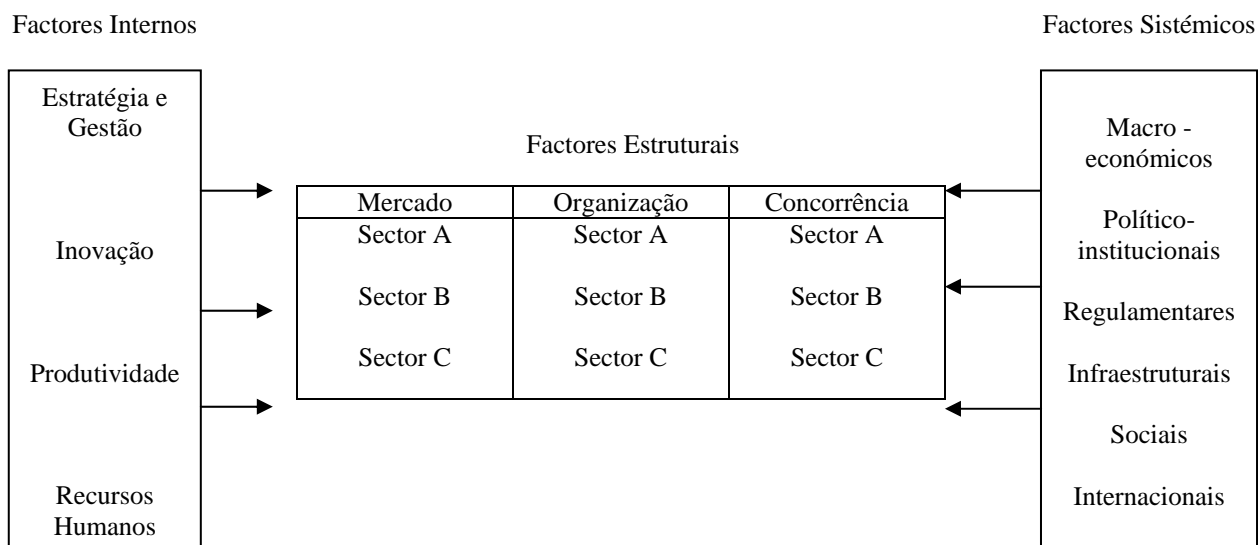 Factores Internos
Estratégia e
Gestão
Inovação
Produtividade
Recursos
Humanos
Factores Estruturais
Mercado Organização Concorrência
Sector A Sector A Sector A
Sector B Sector B Sector B
Sector C Sector C Sector C
Factores Sistémicos
Macro -
económicos
Político-
institucionais
Regulamentares
Infraestruturais
Sociais
Internacionais